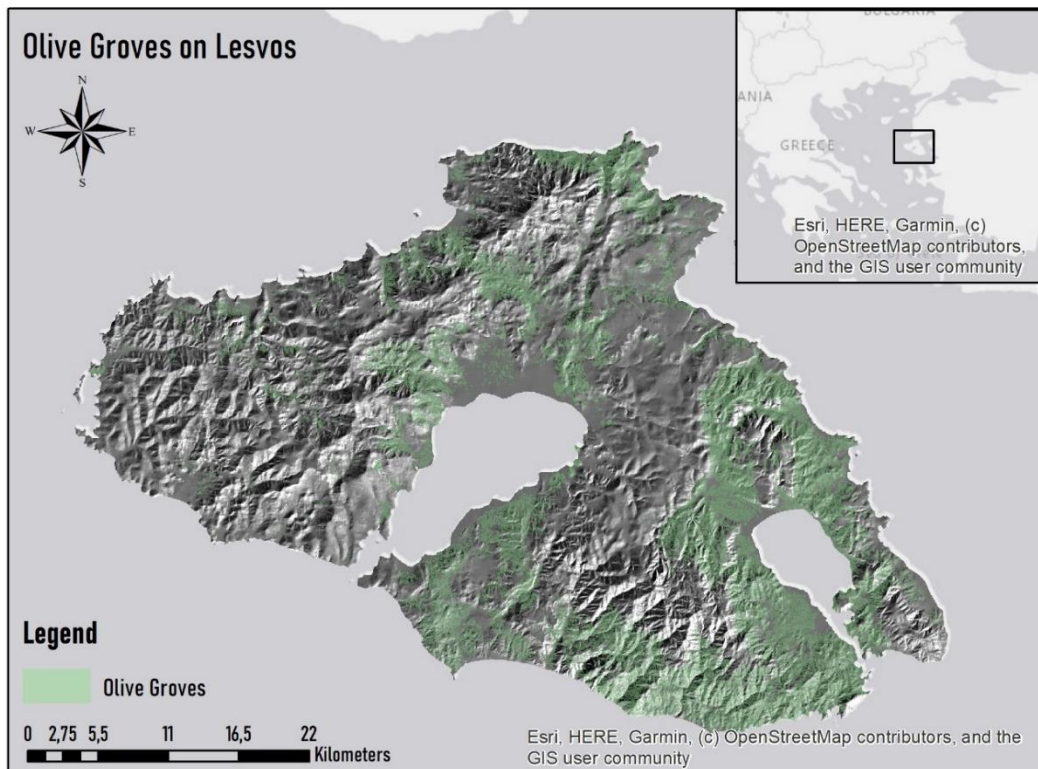 Olive Groves on Lesvos
N
W
E
S
BULGARIA
ANIA
GREECE
Esri, HERE, Garmin, (c)
OpenStreetMap contributors,
and the GIS user community
Legend
Olive Groves
0 2,75 5,5 11 16,5 22
Kilometers
Esri, HERE, Garmin, (c) OpenStreetMap contributors, and the
GIS user community